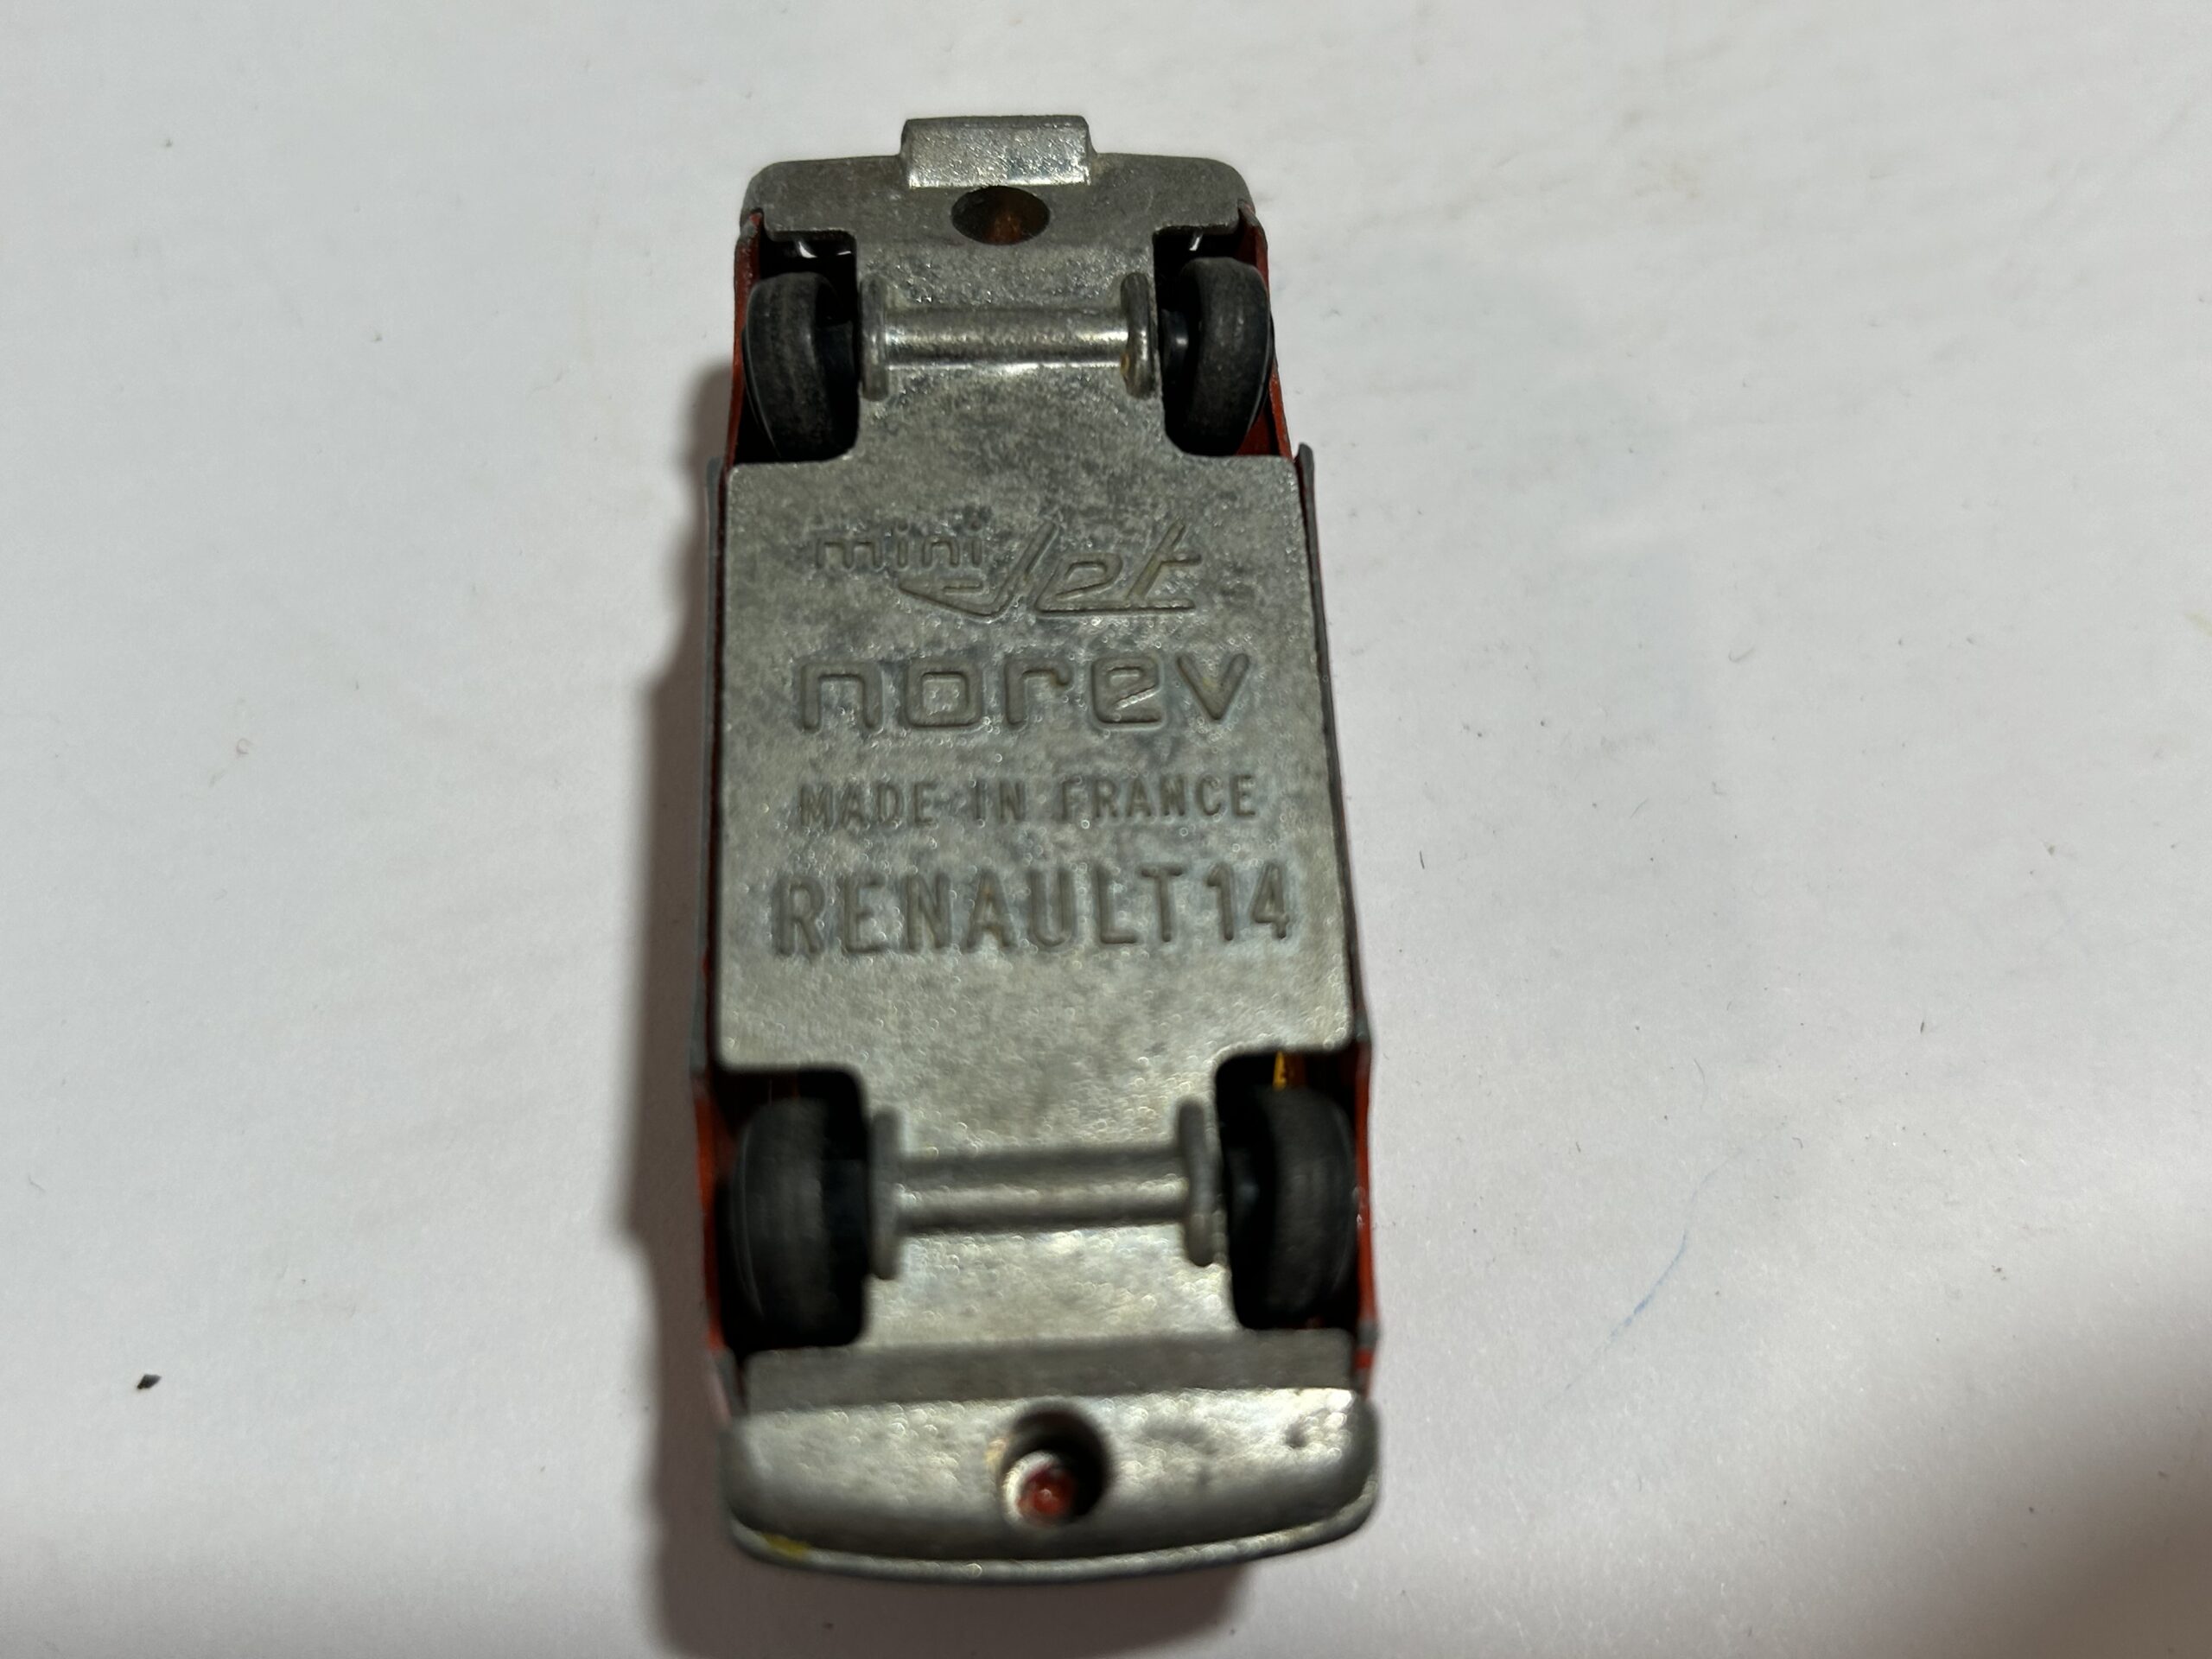 mini Jet
norev
MADE IN FRANCE
RENAULT 14